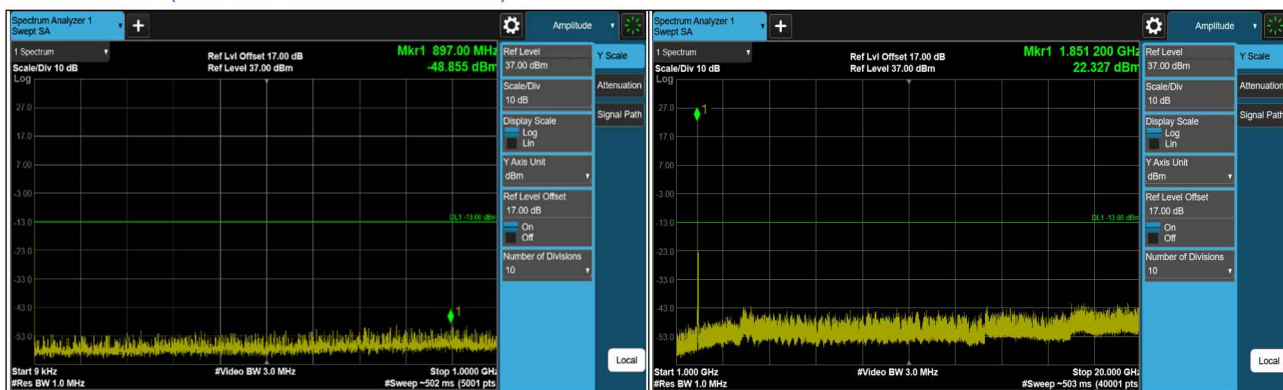 Spectrum Analyzer 1
Swept SA
+
Amplitude
1 Spectrum
Scale/Div 10 dB
Log
Ref Lvl Offset 17.00 dB
Ref Level 37.00 dBm
Mkr1 897.00 MHz
-48.855 dBm
27.0
17.0
7.00
-3.00
-13.0
-23.0
-33.0
-43.0
-53.0
DL1 -13.00 dBm
1
Start 9 kHz
#Res BW 1.0 MHz
#Video BW 3.0 MHz
Stop 1.0000 GHz
#Sweep ~502 ms (5001 pts
Ref Level
37.00 dBm
Scale/Div
10 dB
Display Scale
Log
Lin
Y Axis Unit
dBm
Ref Level Offset
17.00 dB
On
Off
Number of Divisions
10
Y Scale
Attenuation
Signal Path
Local
Spectrum Analyzer 1
Swept SA
+
Amplitude
1 Spectrum
Scale/Div 10 dB
Log
Ref Lvl Offset 17.00 dB
Ref Level 37.00 dBm
Mkr1 1.851 200 GHz
22.327 dBm
27.0
17.0
7.00
-3.00
-13.0
-23.0
-33.0
-43.0
-53.0
DL1 -13.00 dBm
1
Start 1.000 GHz
#Res BW 1.0 MHz
#Video BW 3.0 MHz
Stop 20.000 GHz
#Sweep ~503 ms (40001 pts
Ref Level
37.00 dBm
Scale/Div
10 dB
Display Scale
Log
Lin
Y Axis Unit
dBm
Ref Level Offset
17.00 dB
On
Off
Number of Divisions
10
Y Scale
Attenuation
Signal Path
Local